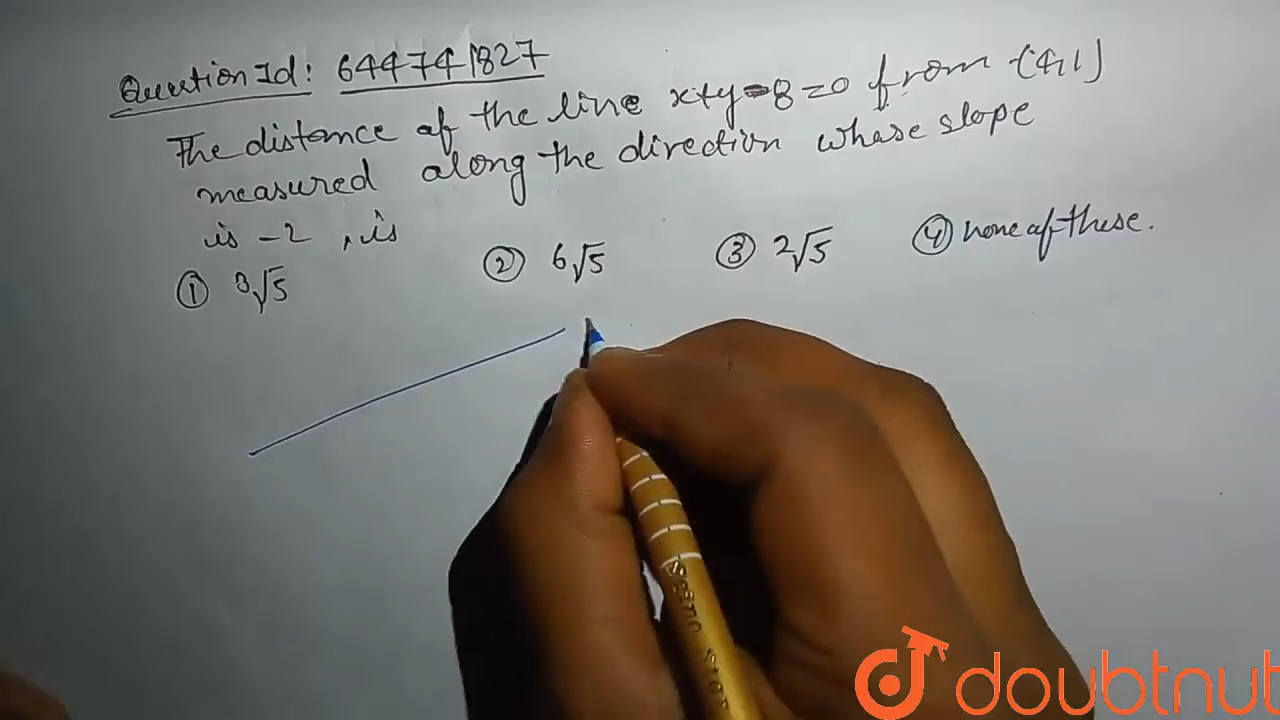 Question Id: 644741827
The distance of the line x+y-8=0 from (4,1)
measured along the direction whose slope
is -2, is
① 3√5 ② 6√5 ③ 2√5 ④ none of these.
doubtnut